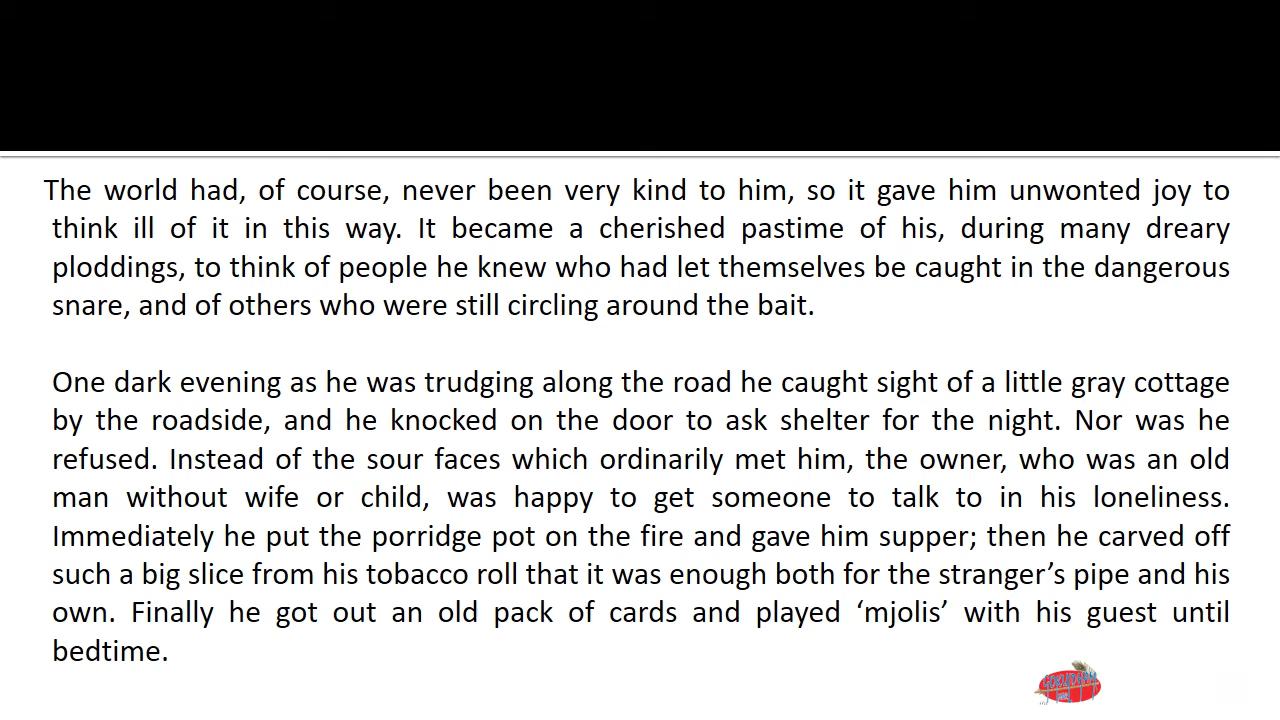 The world had, of course, never been very kind to him, so it gave him unwonted joy to
think ill of it in this way. It became a cherished pastime of his, during many dreary
ploddings, to think of people he knew who had let themselves be caught in the dangerous
snare, and of others who were still circling around the bait.
One dark evening as he was trudging along the road he caught sight of a little gray cottage
by the roadside, and he knocked on the door to ask shelter for the night. Nor was he
refused. Instead of the sour faces which ordinarily met him, the owner, who was an old
man without wife or child, was happy to get someone to talk to in his loneliness.
Immediately he put the porridge pot on the fire and gave him supper; then he carved off
such a big slice from his tobacco roll that it was enough both for the stranger’s pipe and his
own. Finally he got out an old pack of cards and played ‘mjolis’ with his guest until
bedtime.